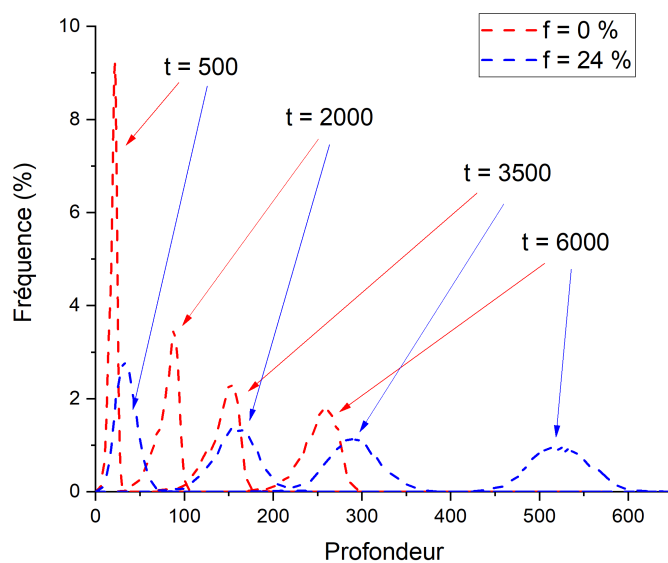 10
f = 0 %
f = 24 %
t = 500
8
t = 2000
t = 3500
6
t = 6000
Fréquence (%)
4
2
0
0 100 200 300 400 500 600
Profondeur